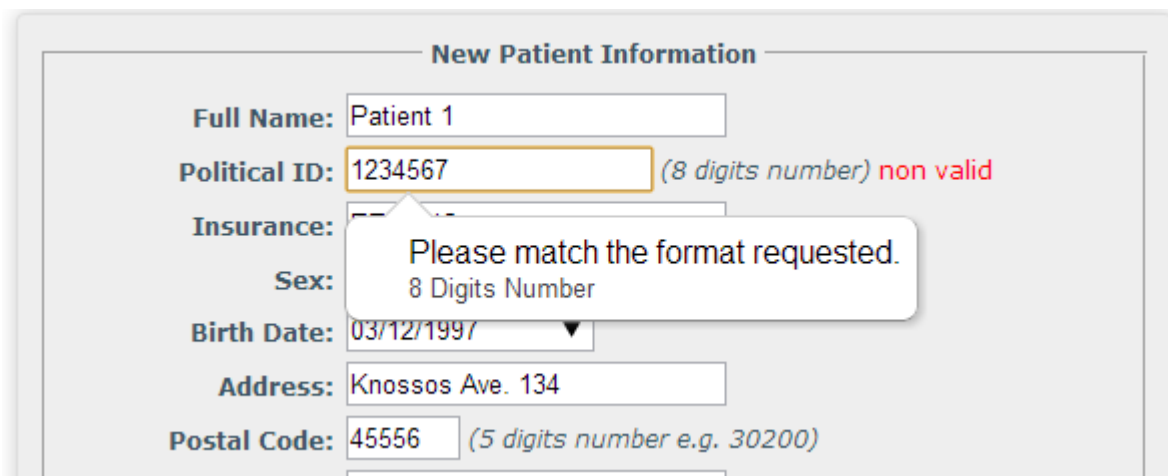 New Patient Information
Full Name: Patient 1
Political ID: 1234567 (8 digits number) non valid
Insurance:
Please match the format requested.
8 Digits Number
Sex:
Birth Date: 03/12/1997
Address: Knossos Ave. 134
Postal Code: 45556 (5 digits number e.g. 30200)